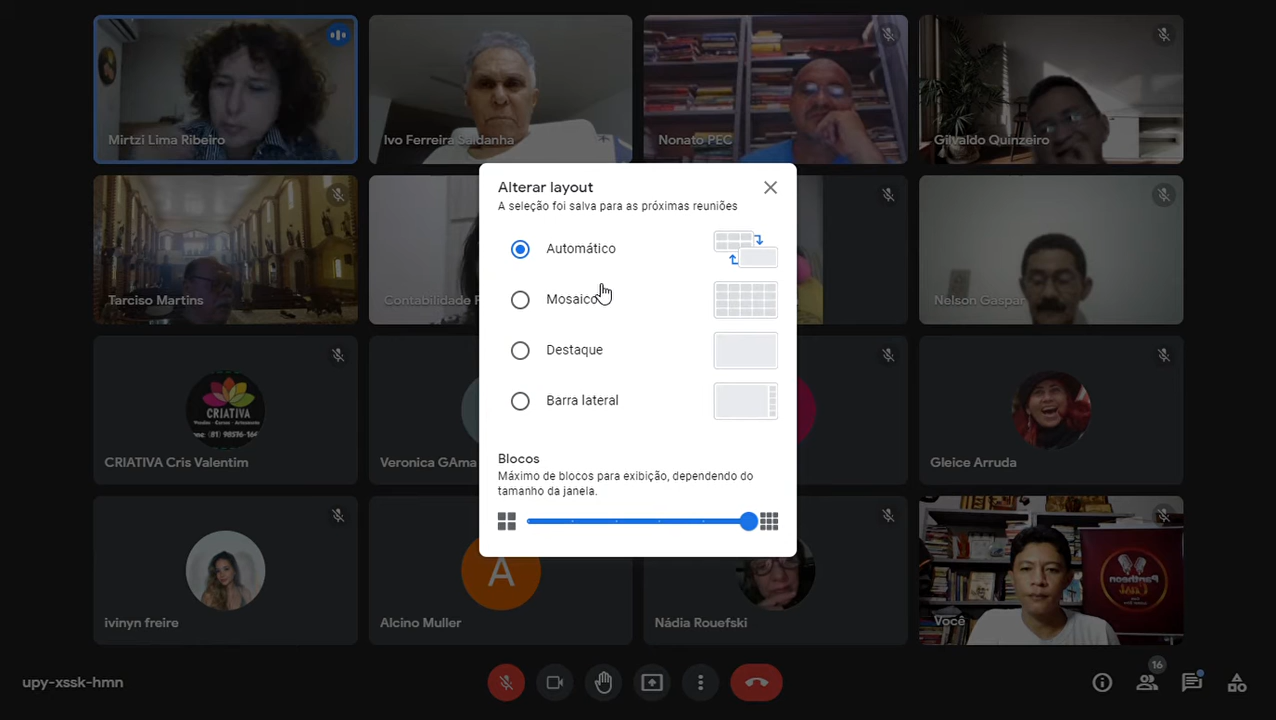 Mirtzi Lima Ribeiro
Ivo Ferreira Saldanha
Nonato PEC
Gilvaldo Quinzeiro
Alterar layout
A seleção foi salva para as próximas reuniões
Automático
Mosaico
Destaque
Barra lateral
Blocos
Máximo de blocos para exibição, dependendo do
tamanho da janela.
Tarciso Martins
Contabilidade
Nelson Gaspar
CRIATIVA
CRIATIVA Cris Valentim
Veronica GAma
Gleice Arruda
ivinyn freire
A
Alcino Muller
Nádia Rouefski
Pantheon
Cast
Você
upy-xssk-hmn
16